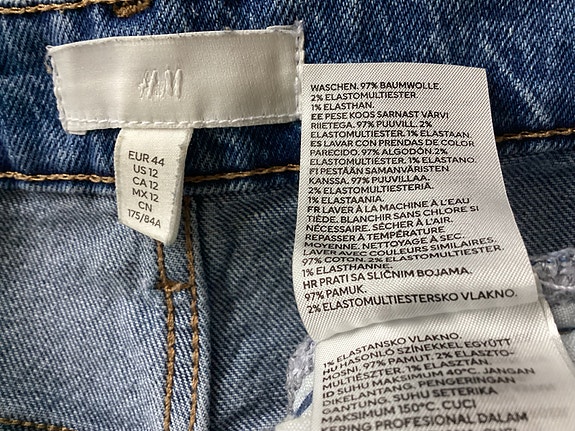 H&M
EUR 44
US 12
CA 12
MX 12
CN
175/84A
WASCHEN. 97% BAUMWOLLE.
2% ELASTOMULTIESTER.
1% ELASTHAN.
EE PESE KOOS SARNAST VÄRVI
RIIETEGA. 97% PUUVILL. 2%
ELASTOMULTIESTER. 1% ELASTAAN.
ES LAVAR CON PRENDAS DE COLOR
PARECIDO. 97% ALGODÓN.2%
ELASTOMULTIESTER. 1% ELASTANO.
FI PESTÄÄN SAMANVÄRISTEN
KANSSA. 97% PUUVILLAA.
2% ELASTOMULTIESTERIÄ.
1% ELASTAANIA.
FR LAVER À LA MACHINE À L'EAU
TIÈDE. BLANCHIR SANS CHLORE SI
NÉCESSAIRE. SÉCHER À L'AIR.
REPASSER À TEMPÉRATURE
MOYENNE. NETTOYAGE À SEC.
LAVER AVEC COULEURS SIMILAIRES.
97% COTON. 2% ELASTOMULTIESTER.
1% ÉLASTHANNE.
HR PRATI SA SLIČNIM BOJAMA.
97% PAMUK.
2% ELASTOMULTIESTERSKO VLAKNO.
1% ELASTANSKO VLAKNO.
HU HASONLÓ SZÍNEKKEL EGYÜTT
MOSNI. 97% PAMUT. 2% ELASZTO-
MULTIÉSZTER. 1% ELASZTÁN
ID SUHU MAKSIMUM 40°C. JANGAN
DIKELANTANG. PENGERINGAN
GANTUNG. SUHU SETRIKA
MAKSIMUM 150°C. CUCI
KERING PROFESIONAL DALAM